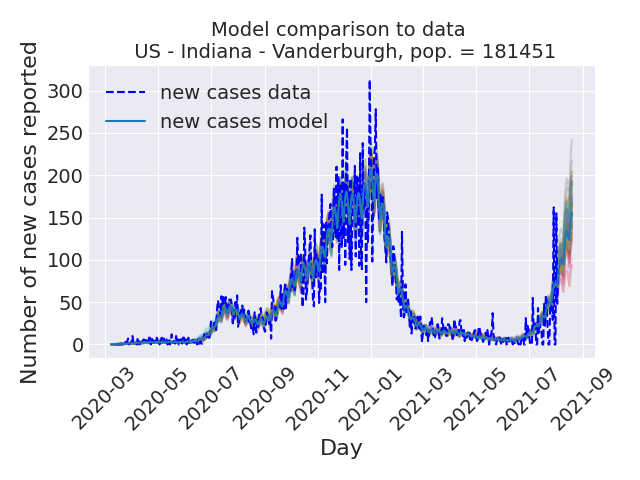 Model comparison to data
US - Indiana - Vanderburgh, pop. = 181451
Number of new cases reported
300
250
200
150
100
50
0
new cases data
new cases model
2020-03
2020-05
2020-07
2020-09
2020-11
2021-01
2021-03
2021-05
2021-07
2021-09
Day